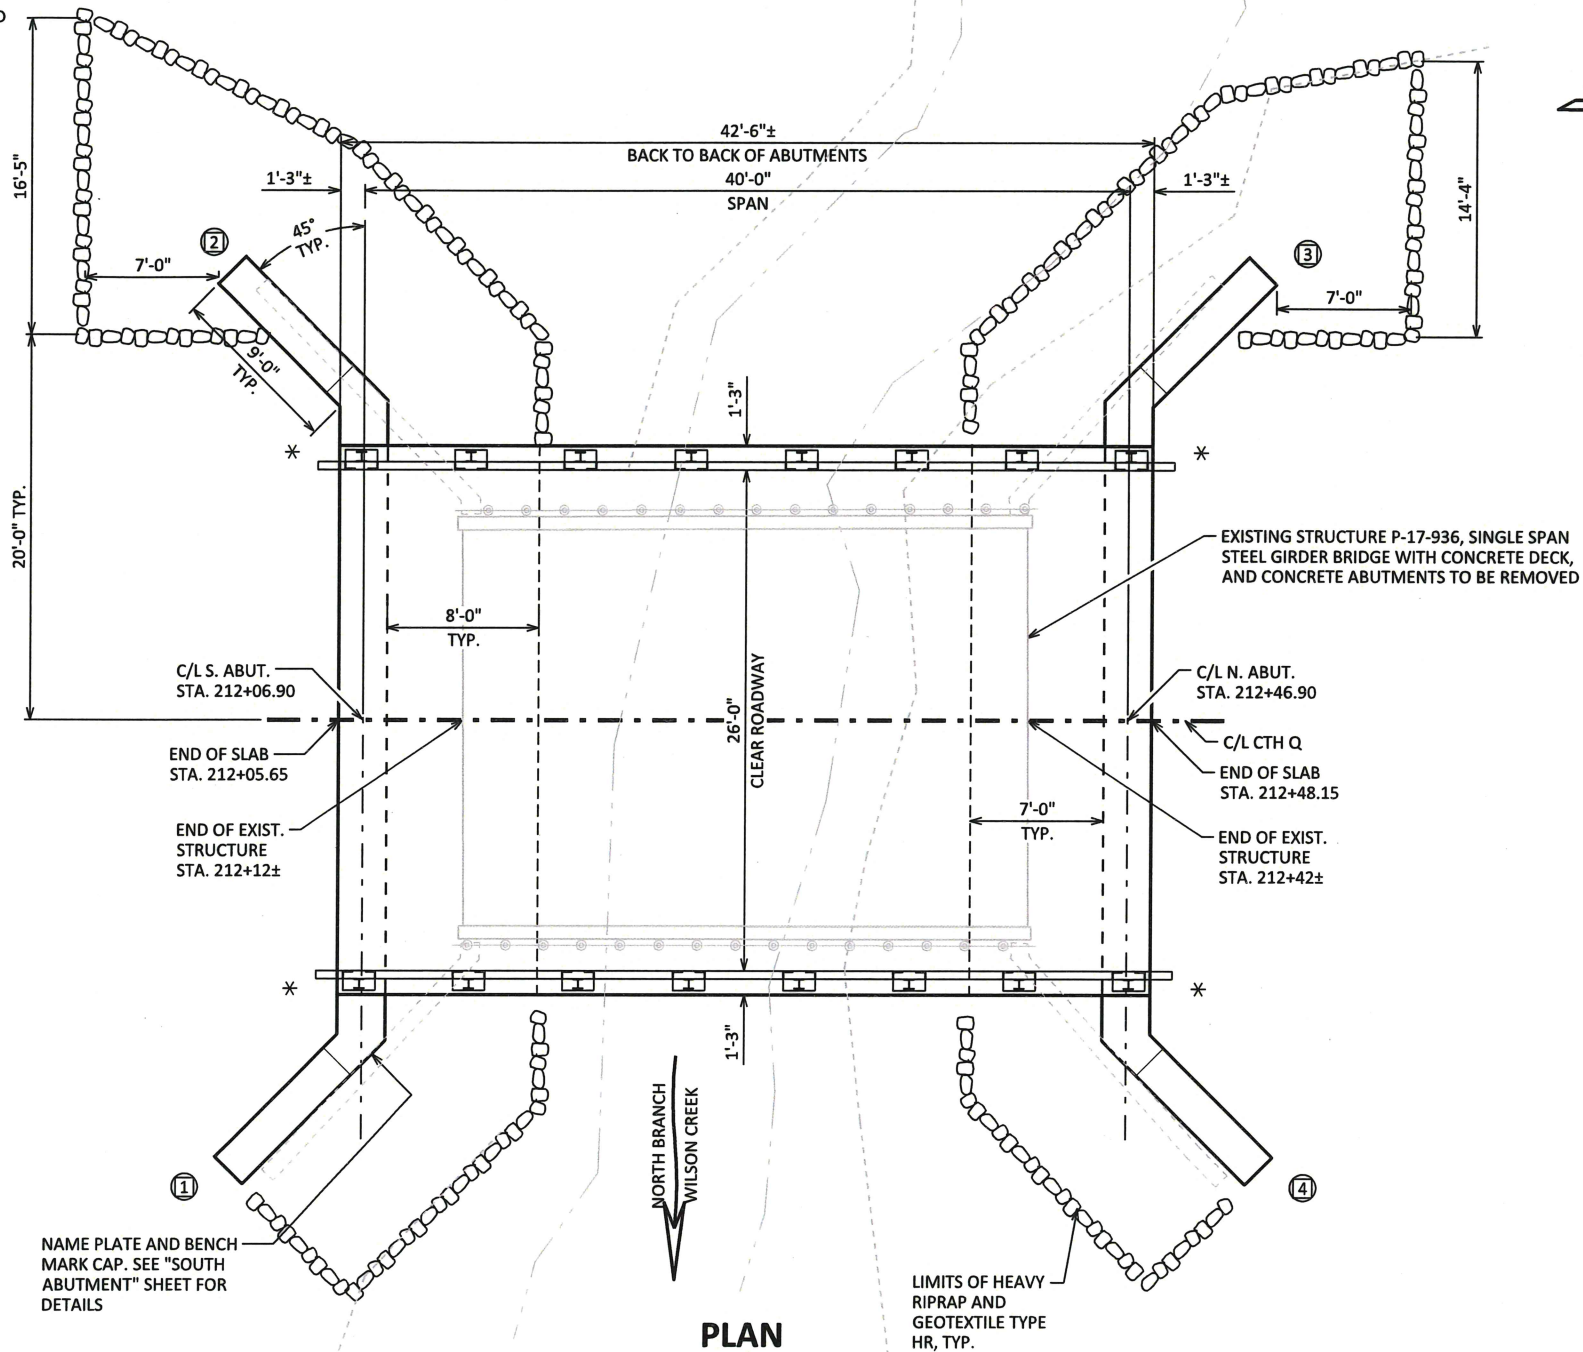 42'-6"±
BACK TO BACK OF ABUTMENTS
1'-3"±
40'-0"
SPAN
1'-3"±
16'-5"
14'-4"
45°
TYP.
2
3
7'-0"
7'-0"
9'-0"
TYP.
1'-3"
*
*
20'-0" TYP.
EXISTING STRUCTURE P-17-936, SINGLE SPAN
STEEL GIRDER BRIDGE WITH CONCRETE DECK,
AND CONCRETE ABUTMENTS TO BE REMOVED
8'-0"
TYP.
C/L S. ABUT.
STA. 212+06.90
C/L N. ABUT.
STA. 212+46.90
26'-0"
CLEAR ROADWAY
END OF SLAB
STA. 212+05.65
C/L CTH Q
END OF SLAB
STA. 212+48.15
7'-0"
TYP.
END OF EXIST.
STRUCTURE
STA. 212+12±
END OF EXIST.
STRUCTURE
STA. 212+42±
*
*
1'-3"
NORTH BRANCH
WILSON CREEK
1
4
NAME PLATE AND BENCH
MARK CAP. SEE "SOUTH
ABUTMENT" SHEET FOR
DETAILS
LIMITS OF HEAVY
RIPRAP AND
GEOTEXTILE TYPE
HR, TYP.
PLAN